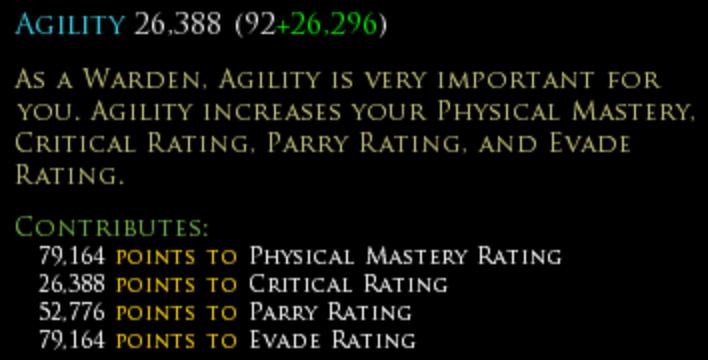 Agility 26,388 (92+26,296)
As a Warden, Agility is very important for
you. Agility increases your Physical Mastery,
Critical Rating, Parry Rating, and Evade
Rating.
Contributes:
79,164 points to Physical Mastery Rating
26,388 points to Critical Rating
52,776 points to Parry Rating
79,164 points to Evade Rating